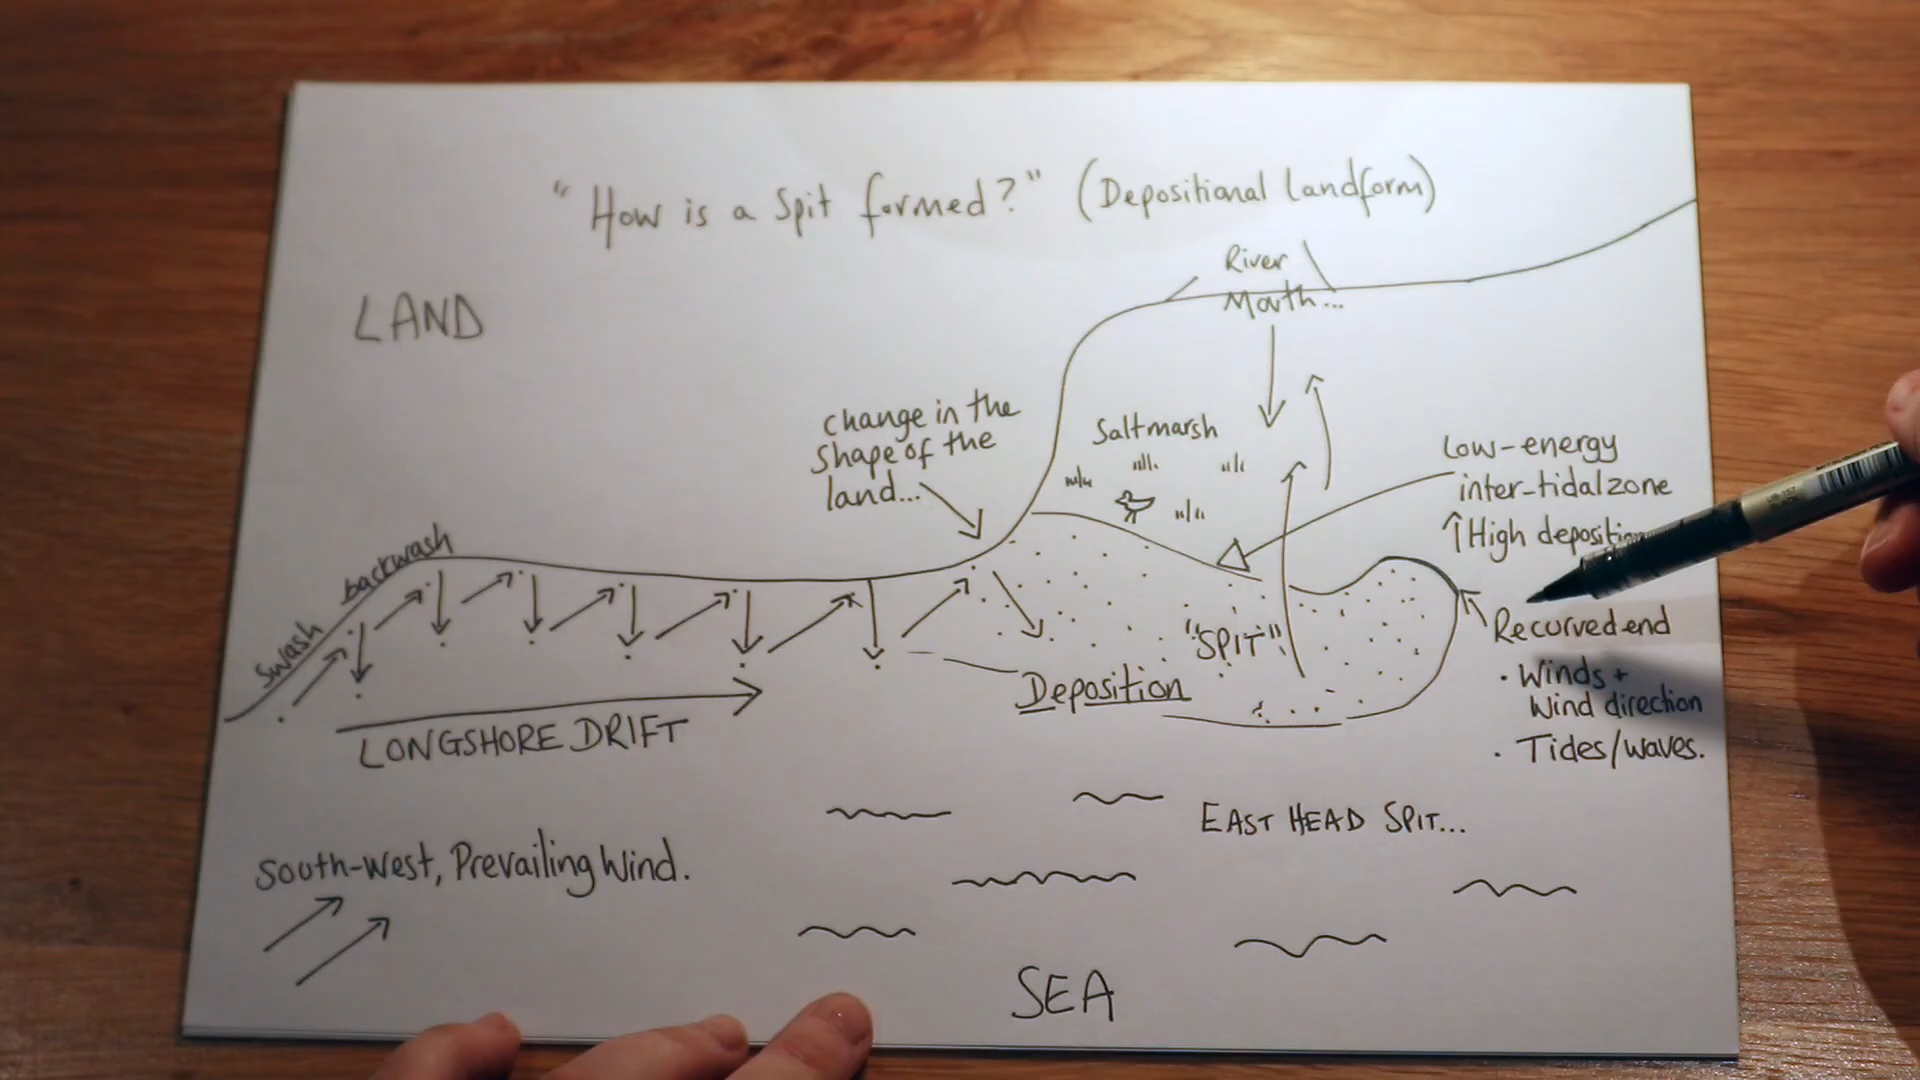 "How is a Spit formed?" (Depositional landform)
River
Mouth...
LAND
change in the
shape of the
land...
Saltmarsh
Low-energy
inter-tidal zone
↑High deposition
swash
backwash
"SPIT"
Recurved end
Deposition
• Winds +
Wind direction
• Tides/waves.
LONGSHORE DRIFT
EAST HEAD SPIT...
South-West, Prevailing Wind.
SEA